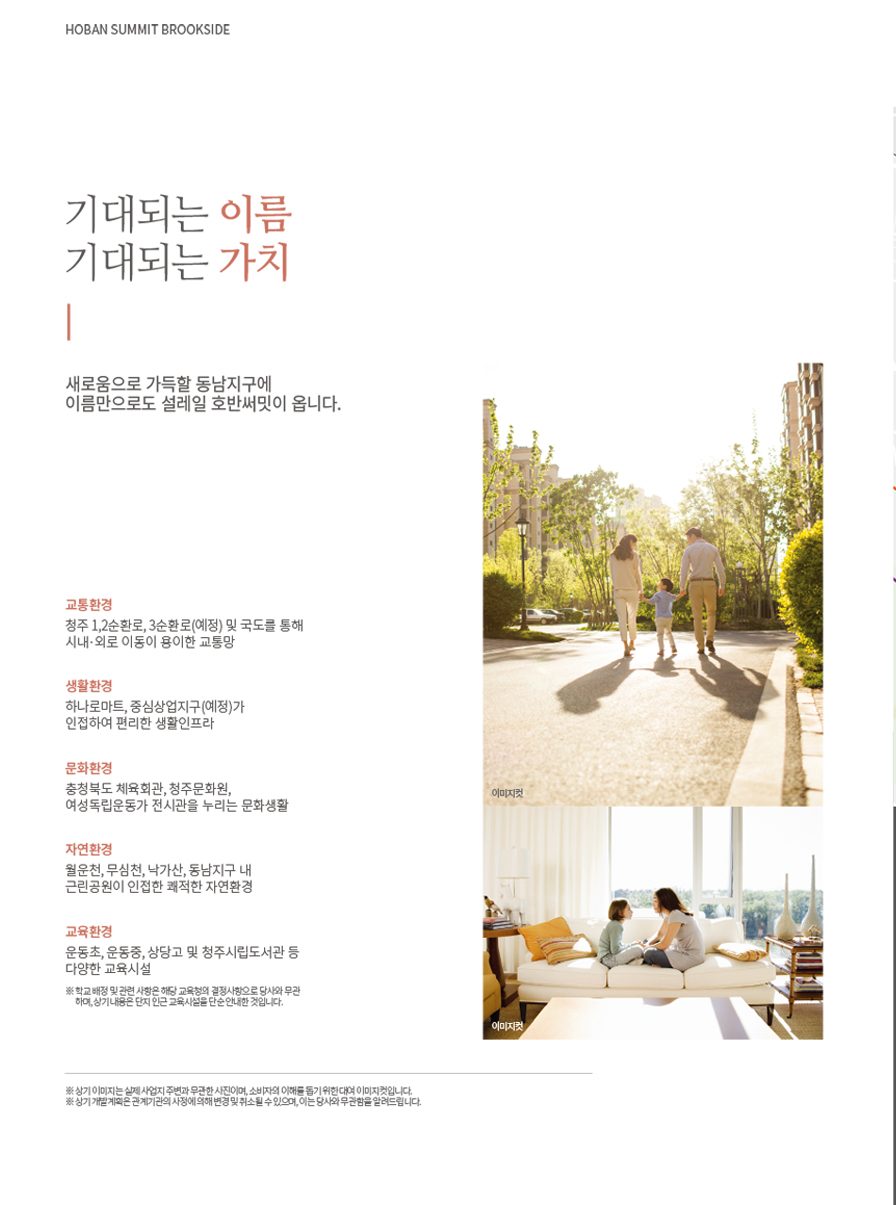 HOBAN SUMMIT BROOKSIDE
기대되는 이름
기대되는 가치
새로움으로 가득할 동남지구에
이름만으로도 설레일 호반써밋이 옵니다.
교통환경
청주 1,2순환로, 3순환로(예정) 및 국도를 통해
시내·외로 이동이 용이한 교통망
생활환경
하나로마트, 중심상업지구(예정)가
인접하여 편리한 생활인프라
문화환경
충청북도 체육회관, 청주문화원,
여성독립운동가 전시관을 누리는 문화생활
자연환경
월운천, 무심천, 낙가산, 동남지구 내
근린공원이 인접한 쾌적한 자연환경
교육환경
운동초, 운동중, 상당고 및 청주시립도서관 등
다양한 교육시설
※ 학교 배정 및 관련 사항은 해당 교육청의 결정사항으로 당사와 무관
하며, 상기 내용은 단지 인근 교육시설을 단순 안내한 것입니다.
이미지컷
이미지컷
※ 상기 이미지는 실제 사업지 주변과 무관한 사진이며, 소비자의 이해를 돕기 위한 대여 이미지컷입니다.
※ 상기 개발계획은 관계기관의 사정에 의해 변경 및 취소될 수 있으며, 이는 당사와 무관함을 알려드립니다.